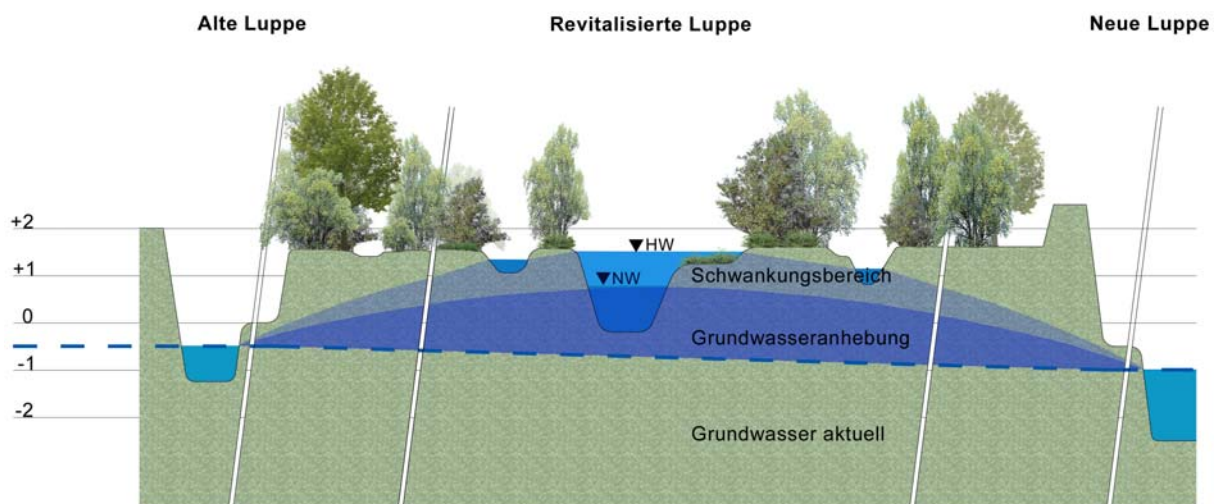 Alte Luppe
Revitalisierte Luppe
Neue Luppe
+2
HW
+1
NW
Schwankungsbereich
0
Grundwasseranhebung
-1
-2
Grundwasser aktuell